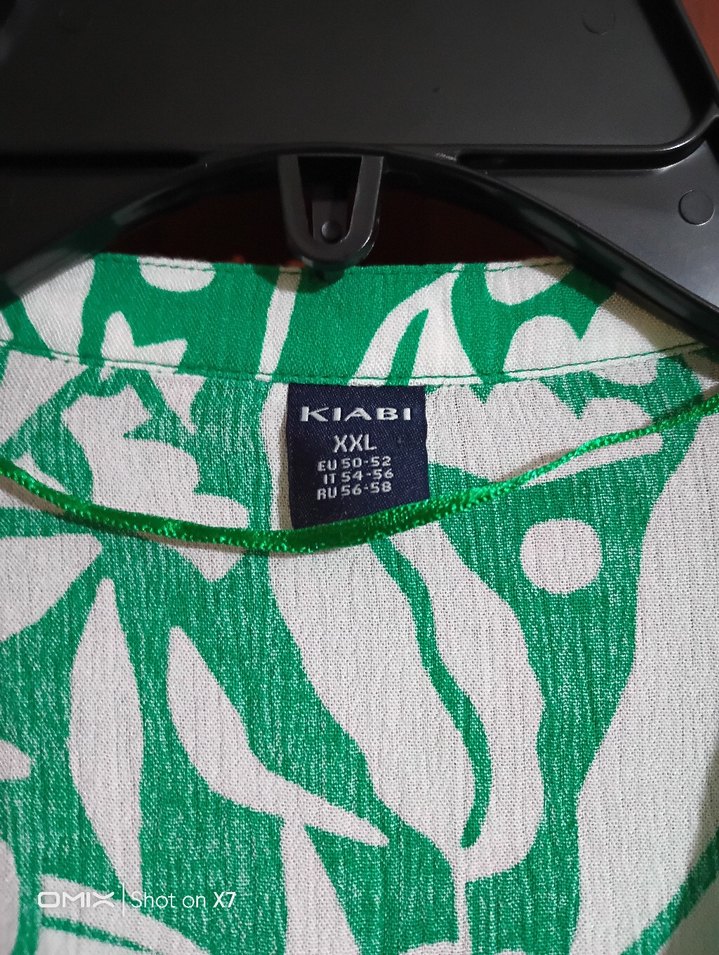 KIABI
XXL
EU 50-52
IT 54-56
RU 56-58
OMIX | Shot on X7